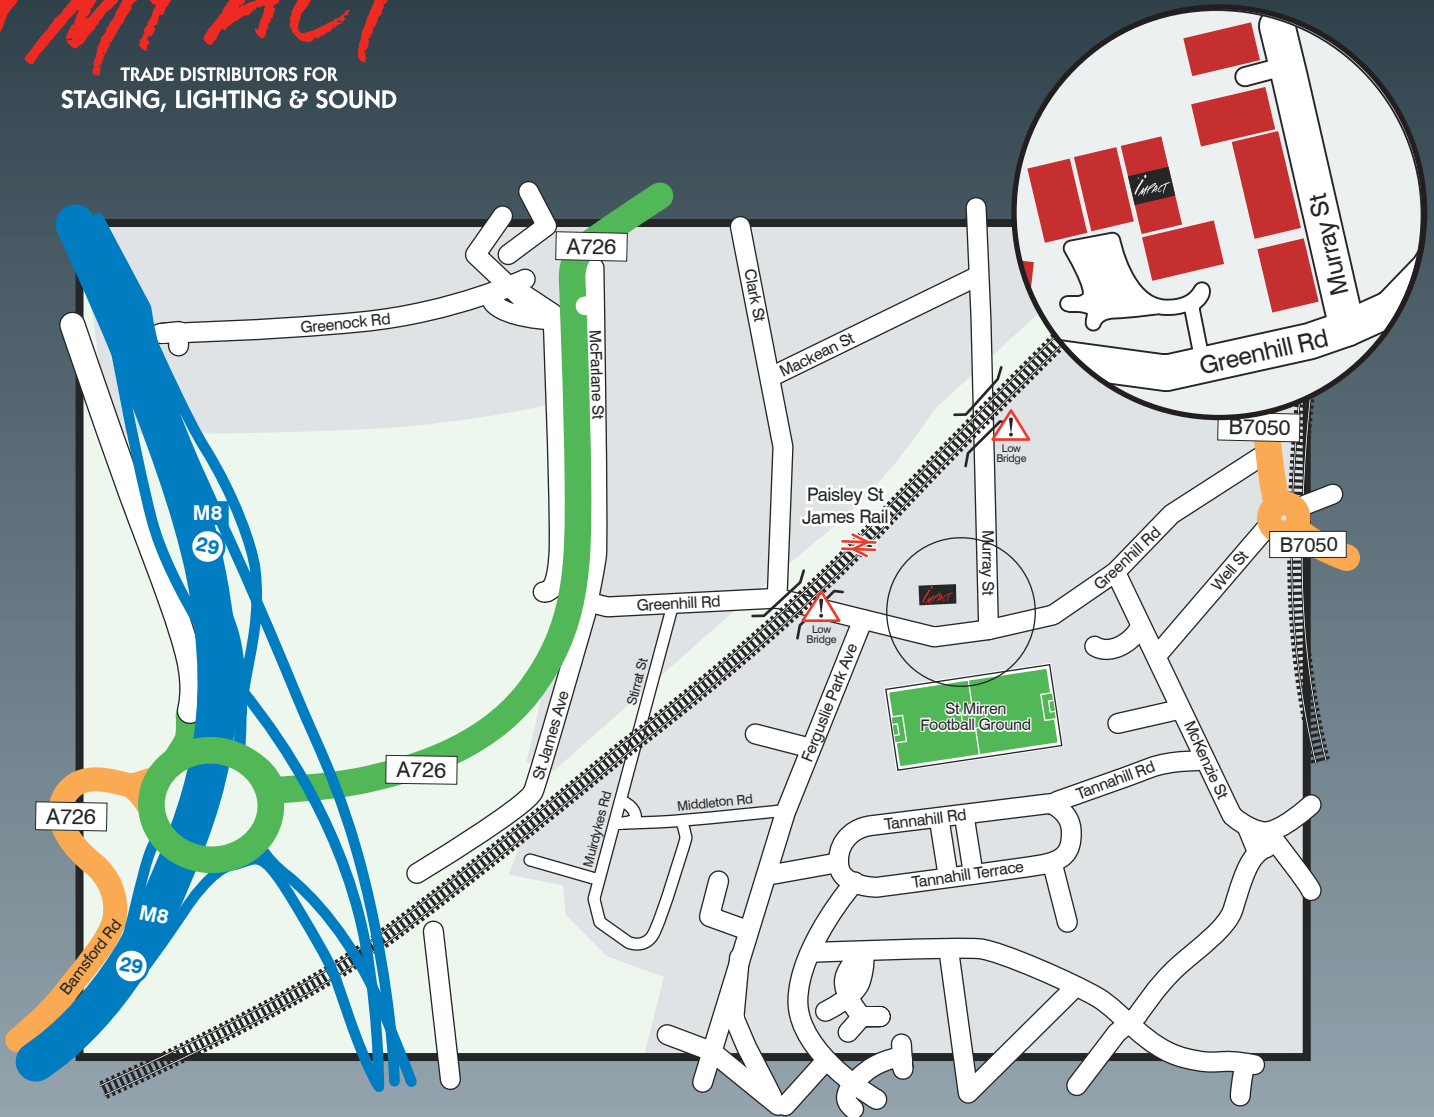 IMPACT
TRADE DISTRIBUTORS FOR
STAGING, LIGHTING & SOUND
IMPACT
Murray St
Greenhill Rd
A726
Greenock Rd
McFarlane St
Clark St
Mackean St
Low
Bridge
B7050
Paisley St
James Rail
M8
29
Murray St
Greenhill Rd
Well St
B7050
Greenhill Rd
IMPACT
Low
Bridge
Stirrat St
Ferguslie Park Ave
St James Ave
St Mirren
Football Ground
McKenzie St
A726
A726
Tannahill Rd
Middleton Rd
Tannahill Rd
Muirdykes Rd
Tannahill Terrace
M8
29
Barnsford Rd